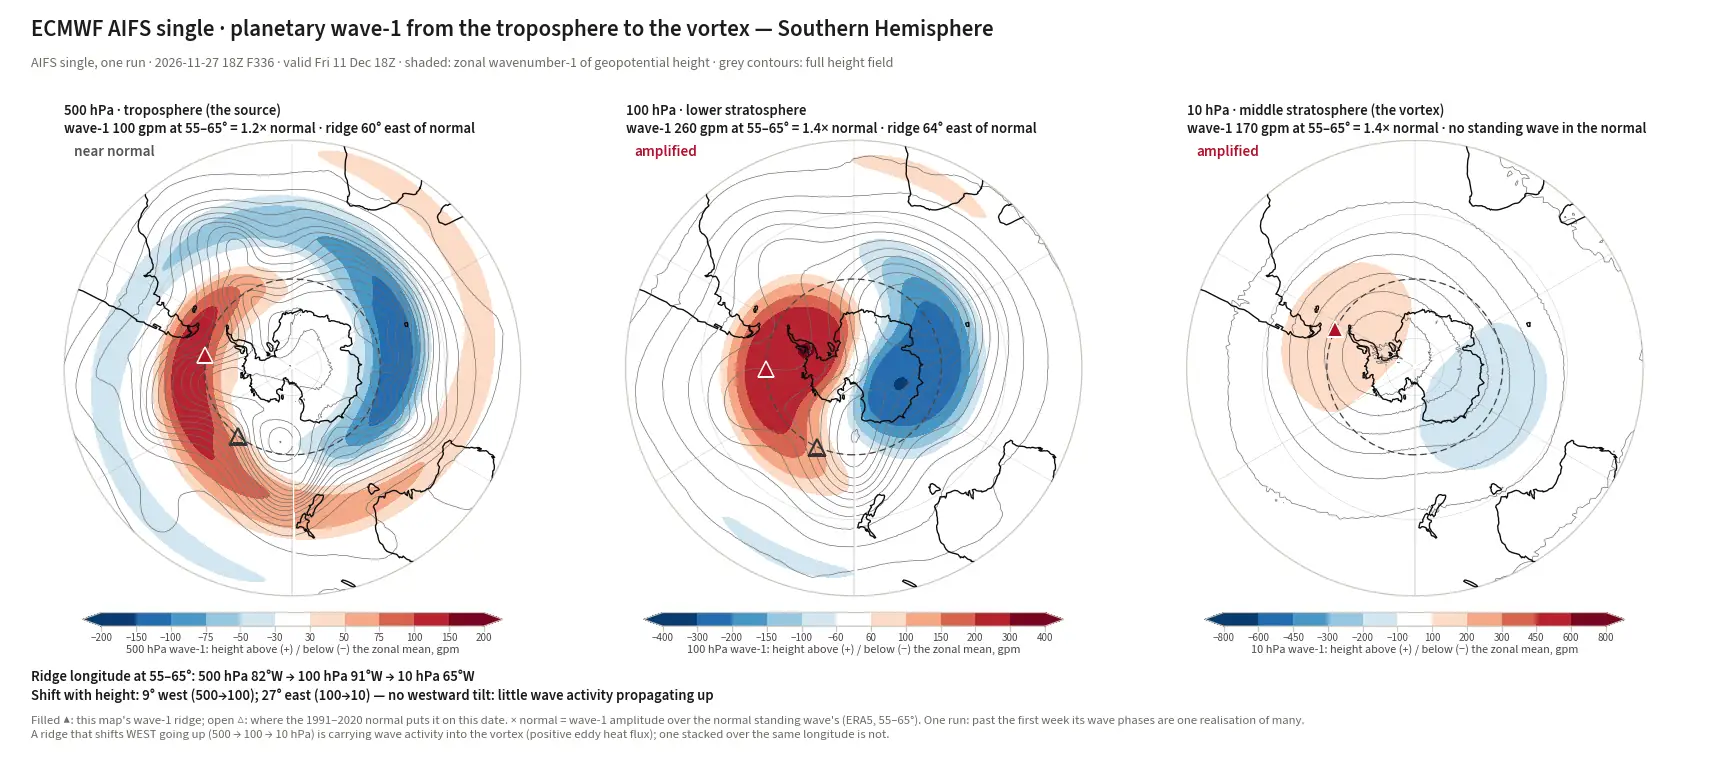 ECMWF AIFS single · planetary wave-1 from the troposphere to the vortex — Southern Hemisphere
AIFS single, one run · 2026-11-27 18Z F336 · valid Fri 11 Dec 18Z · shaded: zonal wavenumber-1 of geopotential height · grey contours: full height field
500 hPa · troposphere (the source)
wave-1 100 gpm at 55–65° = 1.2× normal · ridge 60° east of normal
near normal
100 hPa · lower stratosphere
wave-1 260 gpm at 55–65° = 1.4× normal · ridge 64° east of normal
amplified
10 hPa · middle stratosphere (the vortex)
wave-1 170 gpm at 55–65° = 1.4× normal · no standing wave in the normal
amplified
−200 −150 −100 −75 −50 −30 30 50 75 100 150 200
500 hPa wave-1: height above (+) / below (−) the zonal mean, gpm
−400 −300 −200 −150 −100 −60 60 100 150 200 300 400
100 hPa wave-1: height above (+) / below (−) the zonal mean, gpm
−800 −600 −450 −300 −200 −100 100 200 300 450 600 800
10 hPa wave-1: height above (+) / below (−) the zonal mean, gpm
Ridge longitude at 55–65°: 500 hPa 82°W → 100 hPa 91°W → 10 hPa 65°W
Shift with height: 9° west (500→100); 27° east (100→10) — no westward tilt: little wave activity propagating up
Filled ▲: this map's wave-1 ridge; open △: where the 1991–2020 normal puts it on this date. × normal = wave-1 amplitude over the normal standing wave's (ERA5, 55–65°). One run: past the first week its wave phases are one realisation of many.
A ridge that shifts WEST going up (500 → 100 → 10 hPa) is carrying wave activity into the vortex (positive eddy heat flux); one stacked over the same longitude is not.